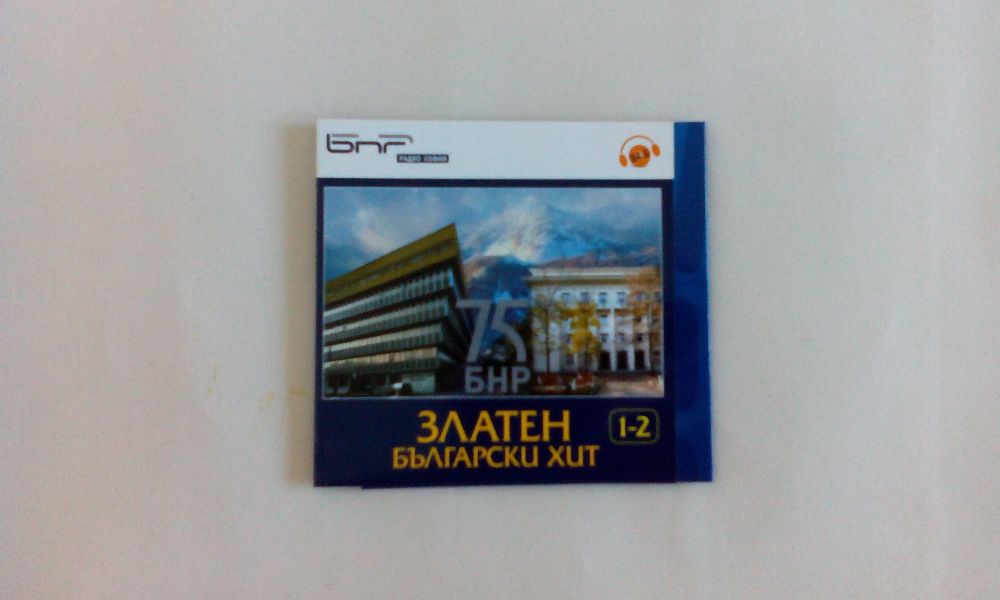 бнр
РАДИО СОФИЯ
75
БНР
ЗЛАТЕН
БЪЛГАРСКИ ХИТ
1-2